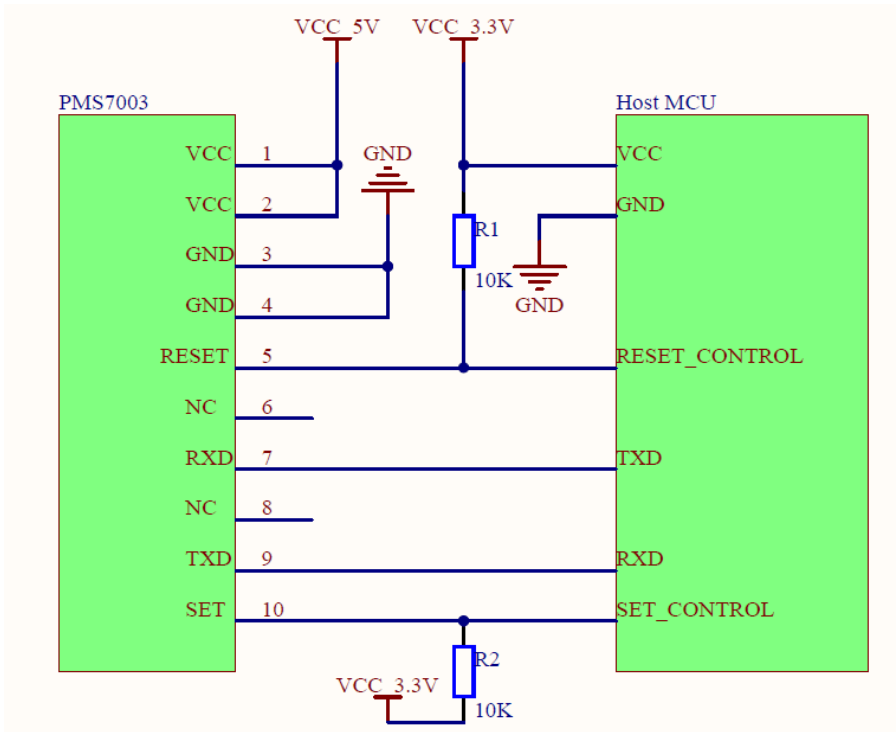 VCC_5V VCC_3.3V
PMS7003 Host MCU
VCC 1 GND VCC
VCC 2 GND
R1
GND 3
10K
GND 4 GND
RESET 5 RESET_CONTROL
NC 6
RXD 7 TXD
NC 8
TXD 9 RXD
SET 10 SET_CONTROL
R2
VCC_3.3V
10K